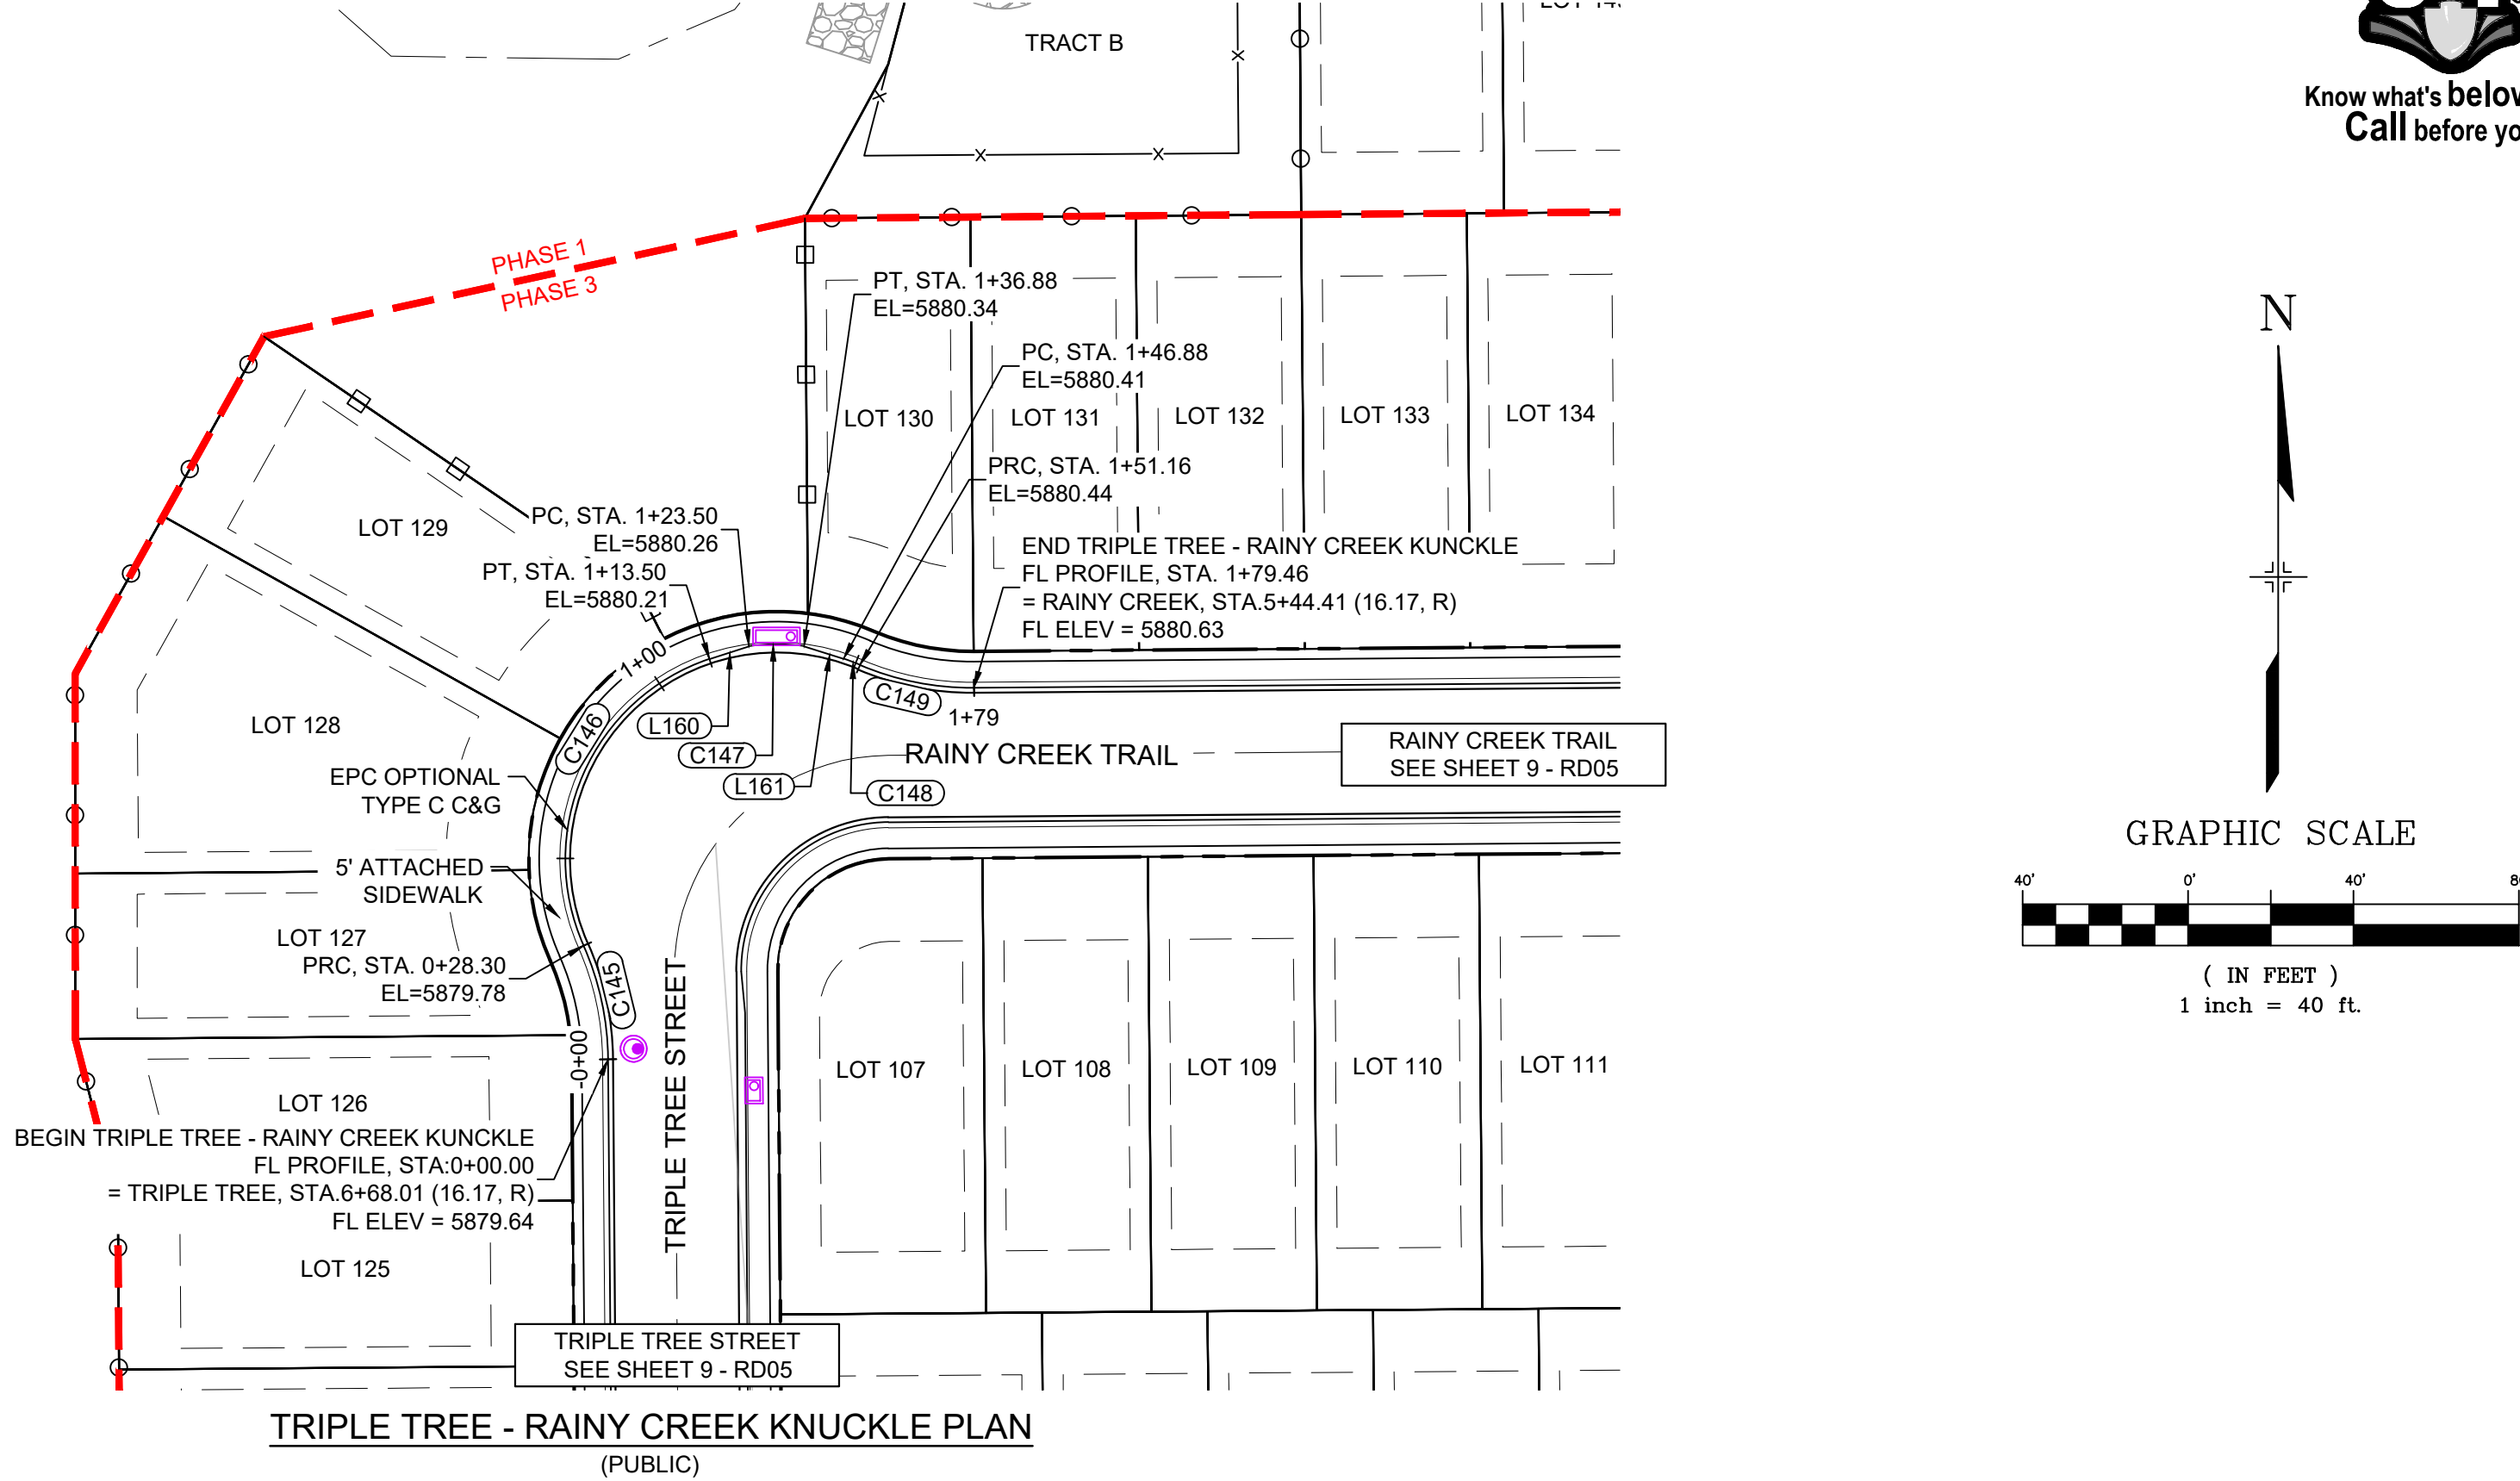 TRACT B
Know what's
Call before
PHASE 1
PHASE 3
PT, STA. 1+36.88
EL=5880.34
PC, STA. 1+46.88
EL=5880.41
LOT 130
LOT 131
LOT 132
LOT 133
LOT 134
PRC, STA. 1+51.16
EL=5880.44
LOT 129
PC, STA. 1+23.50
EL=5880.26
PT, STA. 1+13.50
EL=5880.21
END TRIPLE TREE - RAINY CREEK KUNCKLE
FL PROFILE, STA. 1+79.46
= RAINY CREEK, STA.5+44.41 (16.17, R)
FL ELEV = 5880.63
1+00
C146
L160
C147
L161
C148
C149
1+79
LOT 128
RAINY CREEK TRAIL
RAINY CREEK TRAIL
SEE SHEET 9 - RD05
EPC OPTIONAL
TYPE C C&G
5' ATTACHED
SIDEWALK
LOT 127
PRC, STA. 0+28.30
EL=5879.78
C145
TRIPLE TREE STREET
-0+00
LOT 107
LOT 108
LOT 109
LOT 110
LOT 111
LOT 126
BEGIN TRIPLE TREE - RAINY CREEK KUNCKLE
FL PROFILE, STA:0+00.00
= TRIPLE TREE, STA.6+68.01 (16.17, R)
FL ELEV = 5879.64
LOT 125
TRIPLE TREE STREET
SEE SHEET 9 - RD05
TRIPLE TREE - RAINY CREEK KNUCKLE PLAN
(PUBLIC)
N
GRAPHIC SCALE
40' 0' 40'
( IN FEET )
1 inch = 40 ft.